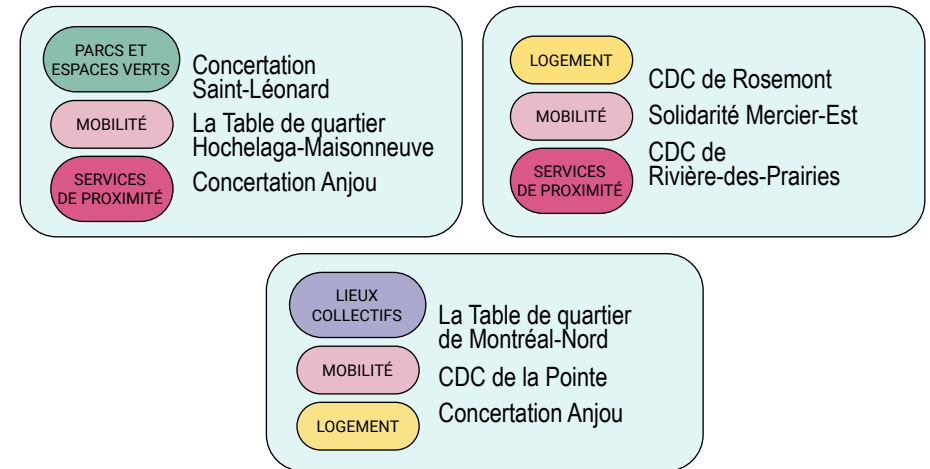 PARCS ET
ESPACES VERTS
MOBILITÉ
SERVICES
DE PROXIMITÉ
Concertation
Saint-Léonard
La Table de quartier
Hochelaga-Maisonneuve
Concertation Anjou
LOGEMENT
MOBILITÉ
SERVICES
DE PROXIMITÉ
CDC de Rosemont
Solidarité Mercier-Est
CDC de
Rivière-des-Prairies
LIEUX
COLLECTIFS
MOBILITÉ
LOGEMENT
La Table de quartier
de Montréal-Nord
CDC de la Pointe
Concertation Anjou